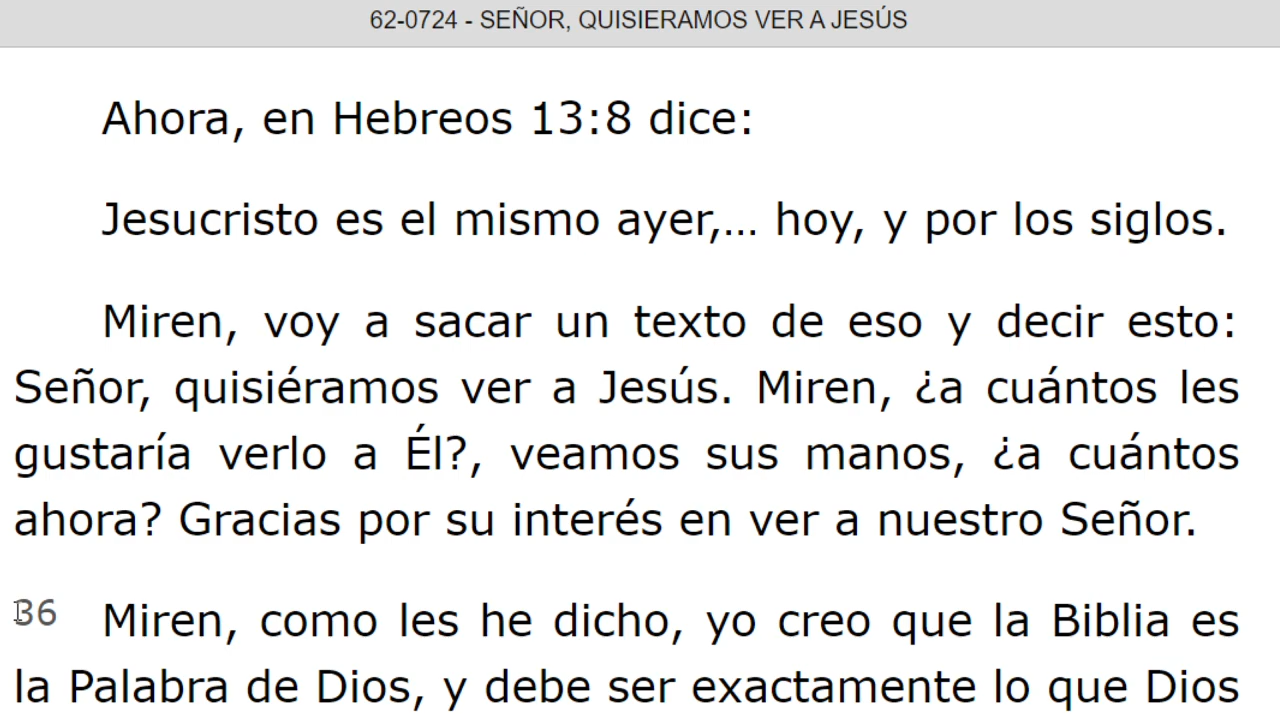 62-0724 - SEÑOR, QUISIERAMOS VER A JESÚS
Ahora, en Hebreos 13:8 dice:
Jesucristo es el mismo ayer,... hoy, y por los siglos.
Miren, voy a sacar un texto de eso y decir esto:
Señor, quisiéramos ver a Jesús. Miren, ¿a cuántos les
gustaría verlo a Él?, veamos sus manos, ¿a cuántos
ahora? Gracias por su interés en ver a nuestro Señor.
36 Miren, como les he dicho, yo creo que la Biblia es
la Palabra de Dios, y debe ser exactamente lo que Dios